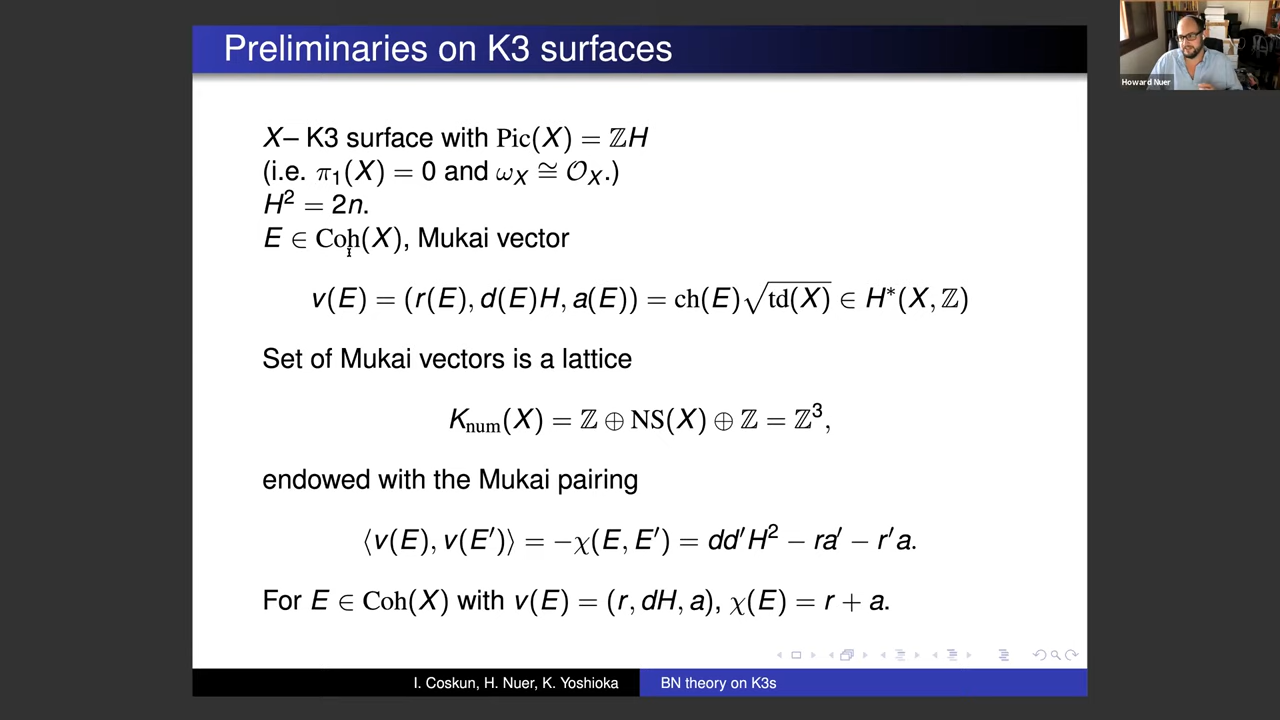 Preliminaries on K3 surfaces
Howard Nuer
X– K3 surface with Pic(X) = ℤH
(i.e. π₁(X) = 0 and ω_X ≅ 𝒪_X.)
H² = 2n.
E ∈ Coh(X), Mukai vector
v(E) = (r(E), d(E)H, a(E)) = ch(E)√td(X) ∈ H*(X, ℤ)
Set of Mukai vectors is a lattice
K_num(X) = ℤ ⊕ NS(X) ⊕ ℤ = ℤ³,
endowed with the Mukai pairing
⟨v(E), v(E′)⟩ = −χ(E, E′) = dd′H² − ra′ − r′a.
For E ∈ Coh(X) with v(E) = (r, dH, a), χ(E) = r + a.
I. Coskun, H. Nuer, K. Yoshioka
BN theory on K3s